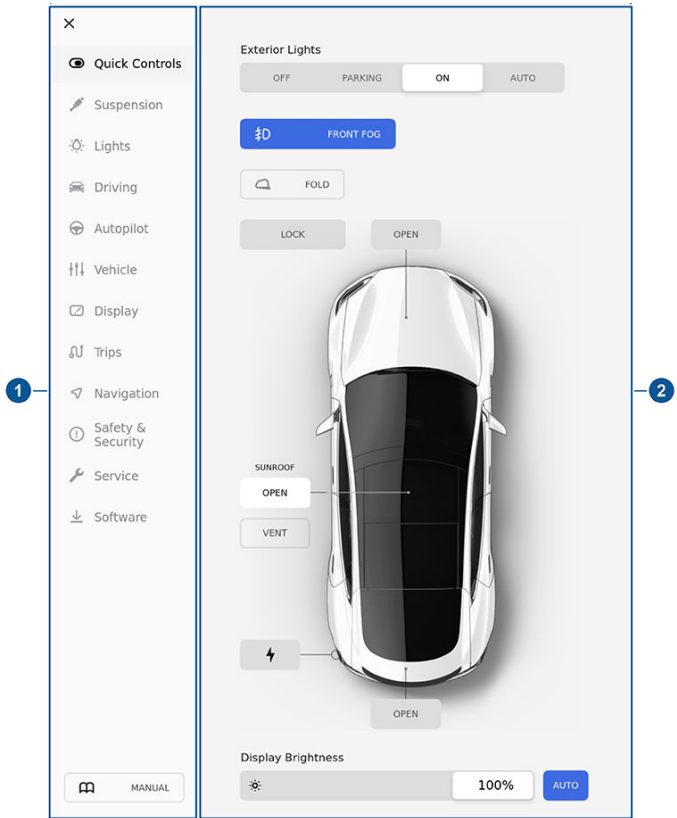 Quick Controls
Suspension
Lights
Driving
Autopilot
Vehicle
Display
Trips
Navigation
Safety &
Security
Service
Software
MANUAL
1
Exterior Lights
OFF PARKING ON AUTO
FRONT FOG
FOLD
LOCK OPEN
SUNROOF
OPEN
VENT
OPEN
Display Brightness
100% AUTO
2